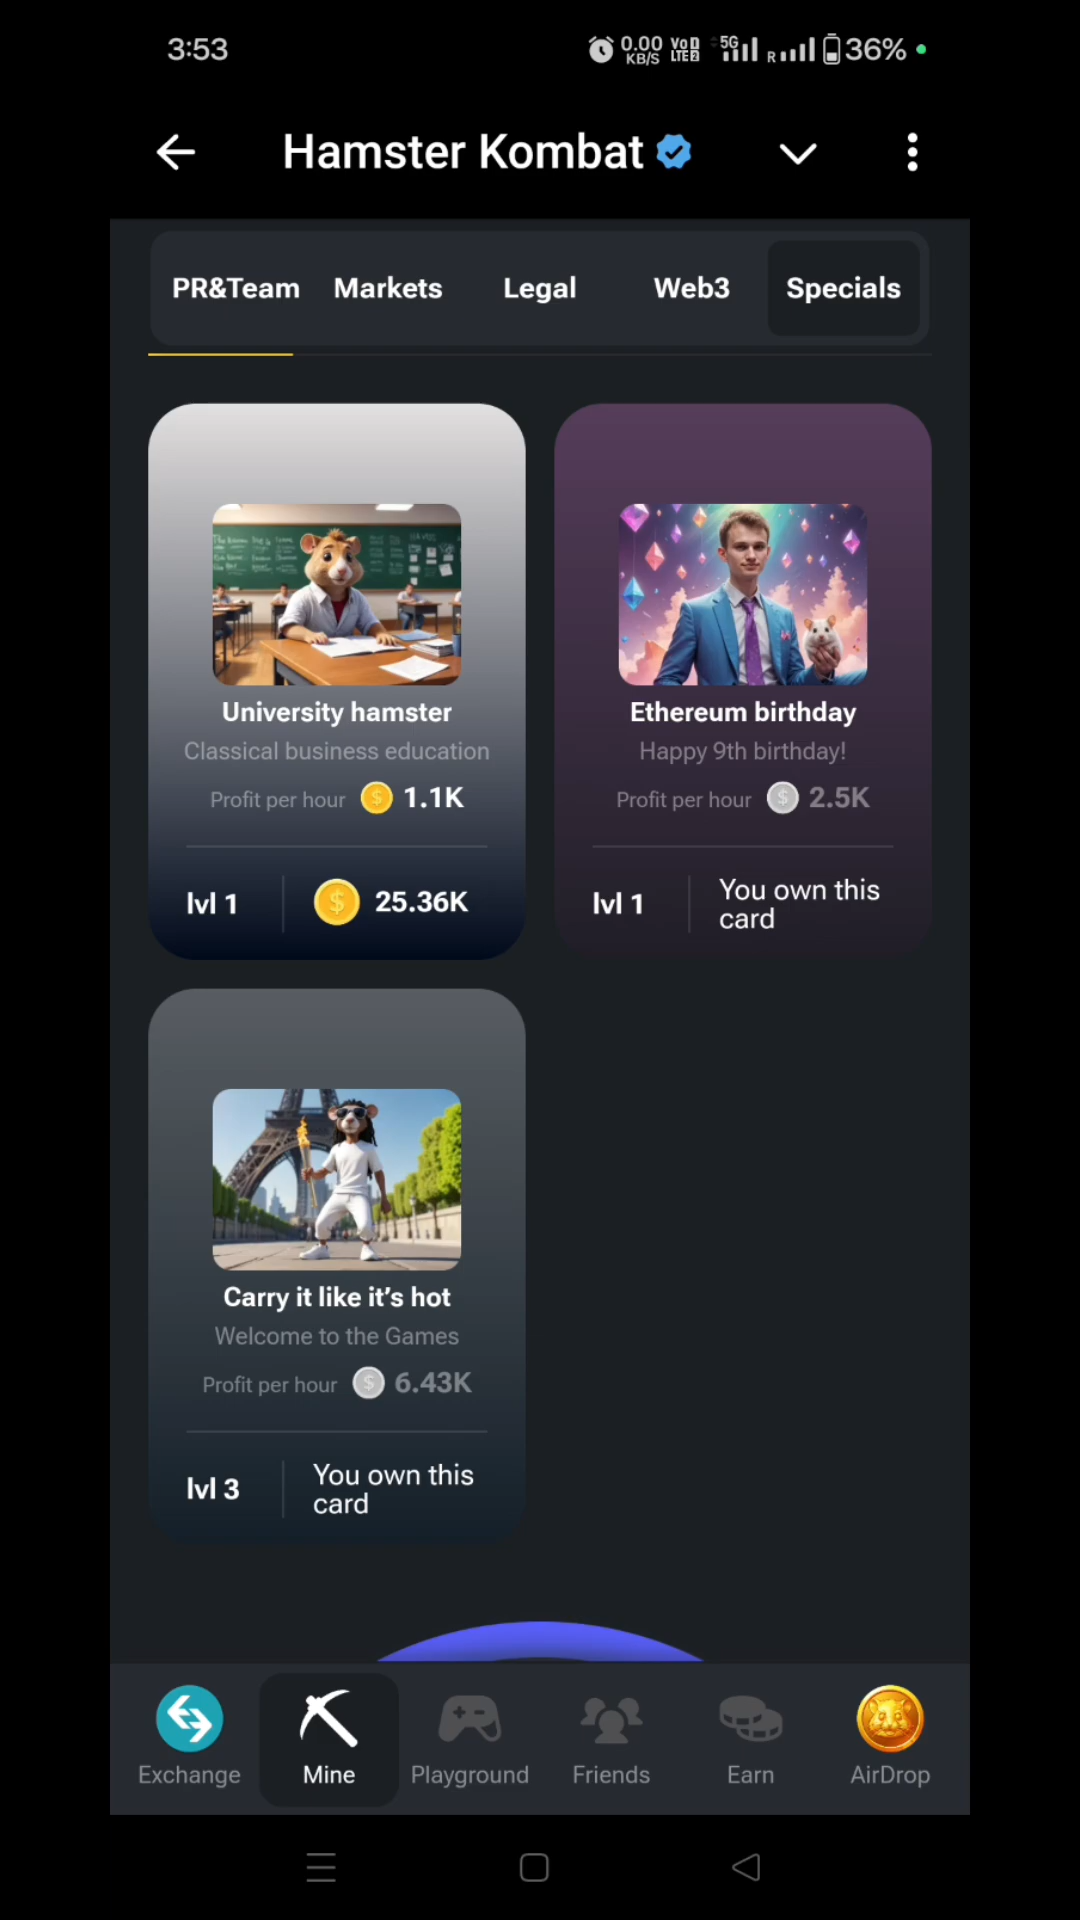 3:53
0.00
KB/S
VoD
LTE2
5G
R
36%
Hamster Kombat
PR&Team
Markets
Legal
Web3
Specials
University hamster
Classical business education
Profit per hour
$
1.1K
lvl 1
$
25.36K
Ethereum birthday
Happy 9th birthday!
Profit per hour
$
2.5K
lvl 1
You own this
card
Carry it like it’s hot
Welcome to the Games
Profit per hour
$
6.43K
lvl 3
You own this
card
Exchange
Mine
Playground
Friends
Earn
AirDrop